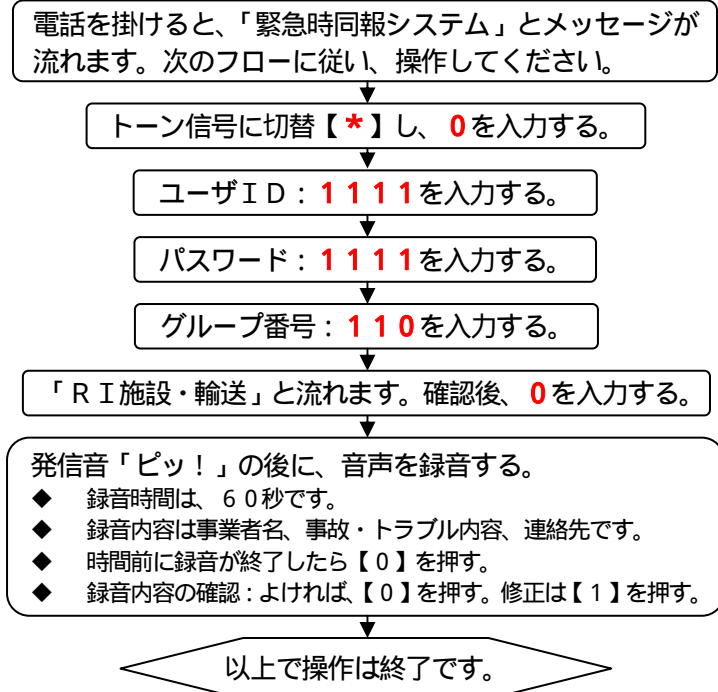 電話を掛けると、「緊急時同報システム」とメッセージが
流れます。次のフローに従い、操作してください。
トーン信号に切替【*】し、0を入力する。
ユーザID：1111を入力する。
パスワード：1111を入力する。
グループ番号：110を入力する。
「RI施設・輸送」と流れます。確認後、0を入力する。
発信音「ピッ！」の後に、音声を録音する。
◆ 録音時間は、60秒です。
◆ 録音内容は事業者名、事故・トラブル内容、連絡先です。
◆ 時間前に録音が終了したら【0】を押す。
◆ 録音内容の確認：よければ、【0】を押す。修正は【1】を押す。
以上で操作は終了です。